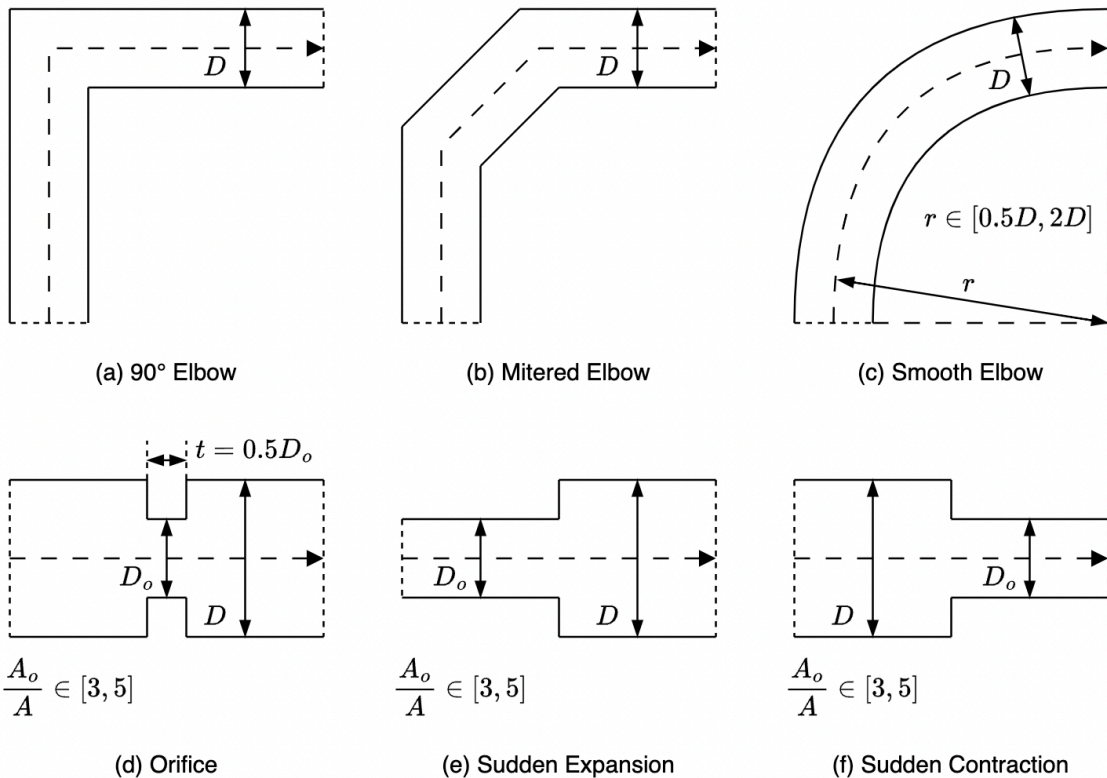 D
D
D
r ∈ [0.5D, 2D]
r
(a) 90° Elbow
(b) Mitered Elbow
(c) Smooth Elbow
t = 0.5D_o
D_o
D
D_o
D
D
D_o
A_o/A ∈ [3, 5]
A_o/A ∈ [3, 5]
A_o/A ∈ [3, 5]
(d) Orifice
(e) Sudden Expansion
(f) Sudden Contraction